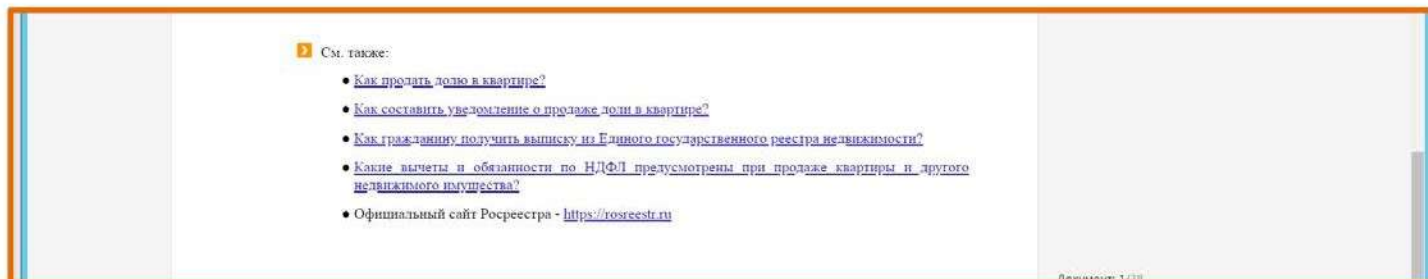 См. также:
● Как продать долю в квартире?
● Как составить уведомление о продаже доли в квартире?
● Как гражданину получить выписку из Единого государственного реестра недвижимости?
● Какие вычеты и обязанности по НДФЛ предусмотрены при продаже квартиры и другого
недвижимого имущества?
● Официальный сайт Росреестра - https://rosreestr.ru